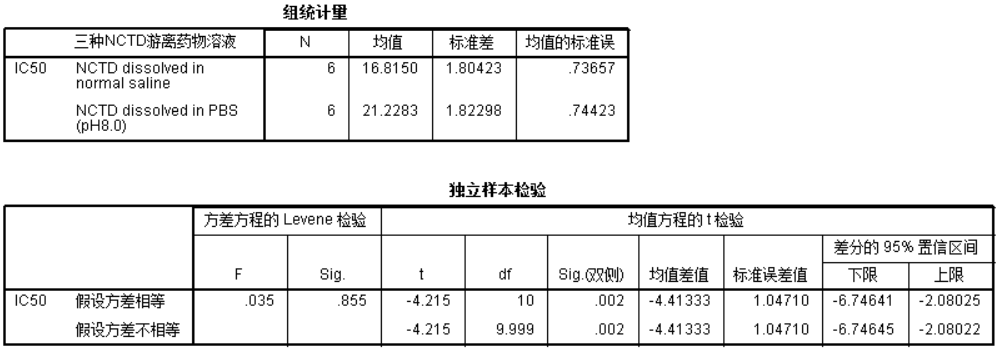 组统计量
三种NCTD游离药物溶液 N 均值 标准差 均值的标准误
IC50 NCTD dissolved in normal saline 6 16.8150 1.80423 .73657
NCTD dissolved in PBS (pH8.0) 6 21.2283 1.82298 .74423
独立样本检验
方差方程的 Levene 检验 均值方程的 t 检验
差分的 95% 置信区间
F Sig. t df Sig.(双侧) 均值差值 标准误差值 下限 上限
IC50 假设方差相等 .035 .855 -4.215 10 .002 -4.41333 1.04710 -6.74641 -2.08025
假设方差不相等 -4.215 9.999 .002 -4.41333 1.04710 -6.74645 -2.08022